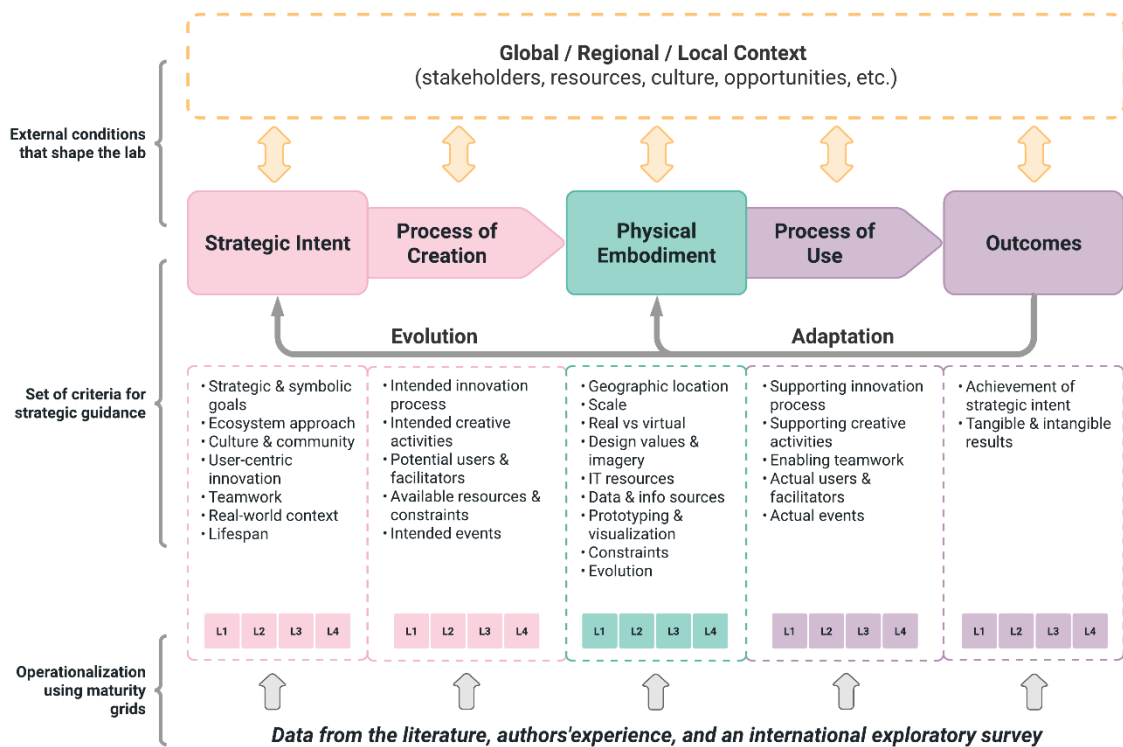 Global / Regional / Local Context
(stakeholders, resources, culture, opportunities, etc.)
External conditions
that shape the lab
Strategic Intent
Process of
Creation
Physical
Embodiment
Process of
Use
Outcomes
Evolution
Adaptation
Set of criteria for
strategic guidance
• Strategic & symbolic
goals
• Ecosystem approach
• Culture & community
• User-centric
innovation
• Teamwork
• Real-world context
• Lifespan
• Intended innovation
process
• Intended creative
activities
• Potential users &
facilitators
• Available resources &
constraints
• Intended events
• Geographic location
• Scale
• Real vs virtual
• Design values &
imagery
• IT resources
• Data & info sources
• Prototyping &
visualization
• Constraints
• Evolution
• Supporting innovation
process
• Supporting creative
activities
• Enabling teamwork
• Actual users &
facilitators
• Actual events
• Achievement of
strategic intent
• Tangible & intangible
results
L1 L2 L3 L4
L1 L2 L3 L4
L1 L2 L3 L4
L1 L2 L3 L4
L1 L2 L3 L4
Operationalization
using maturity
grids
Data from the literature, authors'experience, and an international exploratory survey